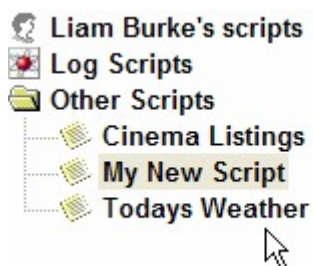 Liam Burke's scripts
Log Scripts
Other Scripts
Cinema Listings
My New Script
Todays Weather